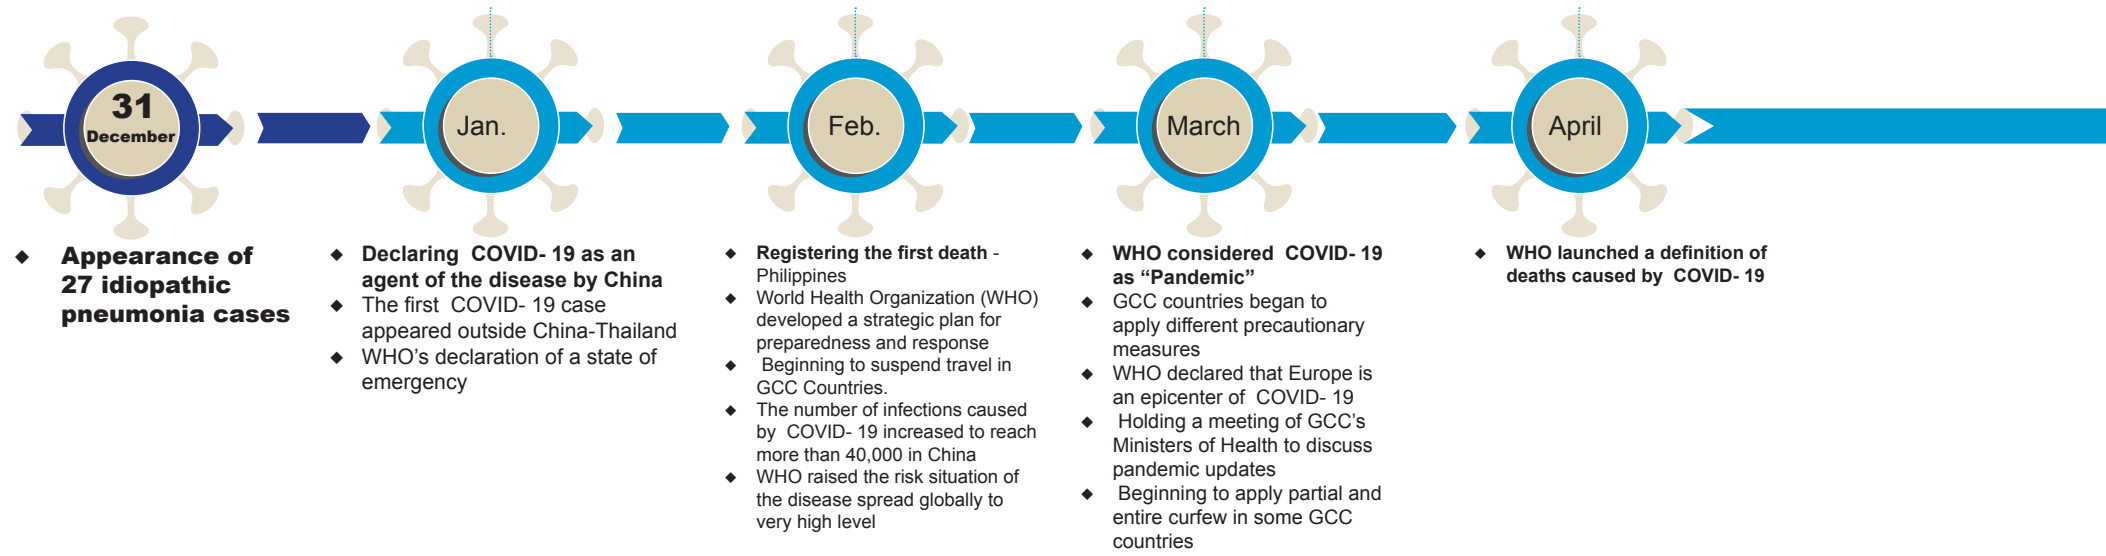 31
December
Jan.
Feb.
March
April
◆ Appearance of
27 idiopathic
pneumonia cases
◆ Declaring COVID- 19 as an
agent of the disease by China
◆ The first COVID- 19 case
appeared outside China-Thailand
◆ WHO's declaration of a state of
emergency
◆ Registering the first death -
Philippines
◆ World Health Organization (WHO)
developed a strategic plan for
preparedness and response
◆ Beginning to suspend travel in
GCC Countries.
◆ The number of infections caused
by COVID- 19 increased to reach
more than 40,000 in China
◆ WHO raised the risk situation of
the disease spread globally to
very high level
◆ WHO considered COVID- 19
as “Pandemic”
◆ GCC countries began to
apply different precautionary
measures
◆ WHO declared that Europe is
an epicenter of COVID- 19
◆ Holding a meeting of GCC's
Ministers of Health to discuss
pandemic updates
◆ Beginning to apply partial and
entire curfew in some GCC
countries
◆ WHO launched a definition of
deaths caused by COVID- 19